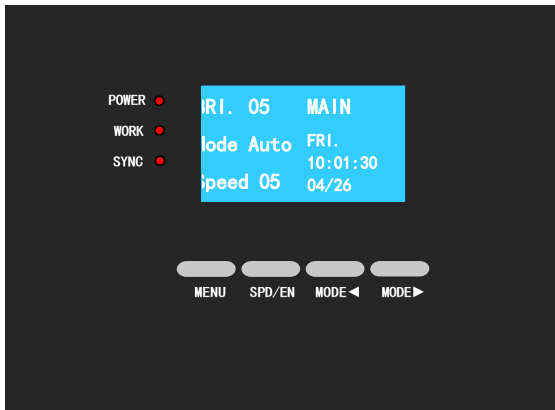 POWER
WORK
SYNC
BRI. 05 MAIN
Mode Auto FRI.
10:01:30
Speed 05 04/26
MENU SPD/EN MODE◀ MODE▶